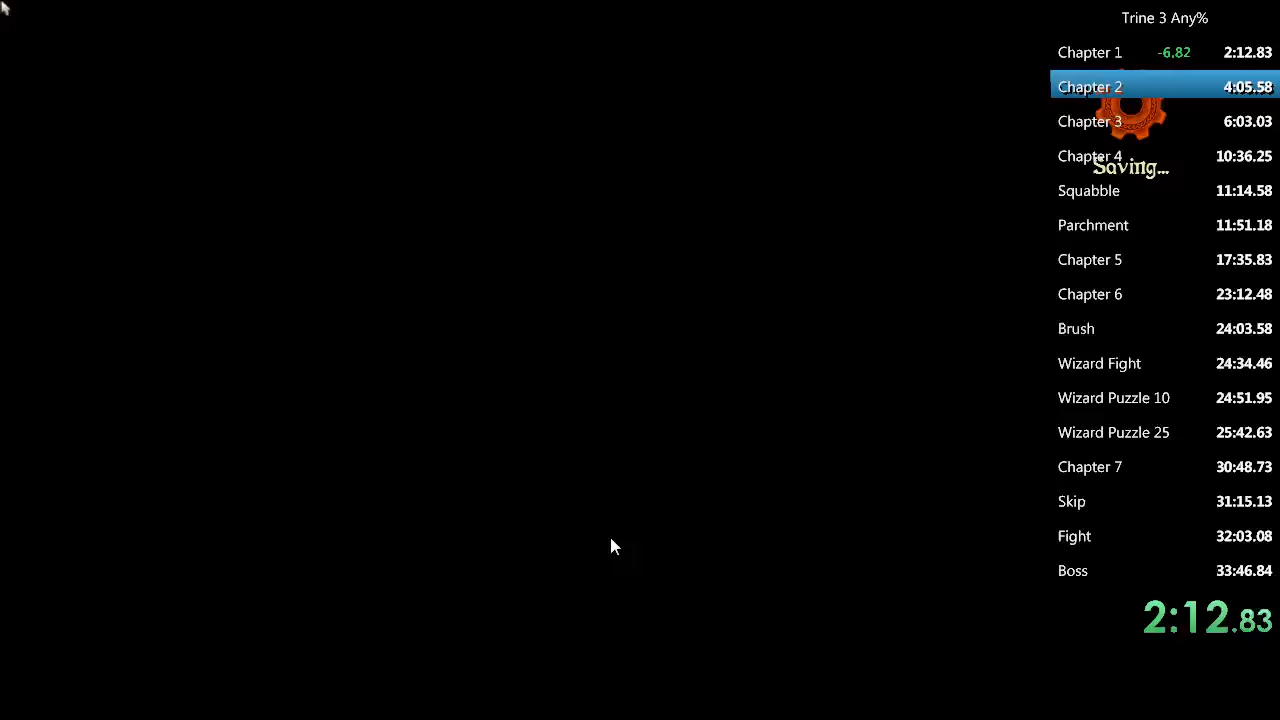 Trine 3 Any%
Chapter 1 -6.82 2:12.83
Chapter 2 4:05.58
Chapter 3 6:03.03
Chapter 4 10:36.25
Saving...
Squabble 11:14.58
Parchment 11:51.18
Chapter 5 17:35.83
Chapter 6 23:12.48
Brush 24:03.58
Wizard Fight 24:34.46
Wizard Puzzle 10 24:51.95
Wizard Puzzle 25 25:42.63
Chapter 7 30:48.73
Skip 31:15.13
Fight 32:03.08
Boss 33:46.84
2:12.83